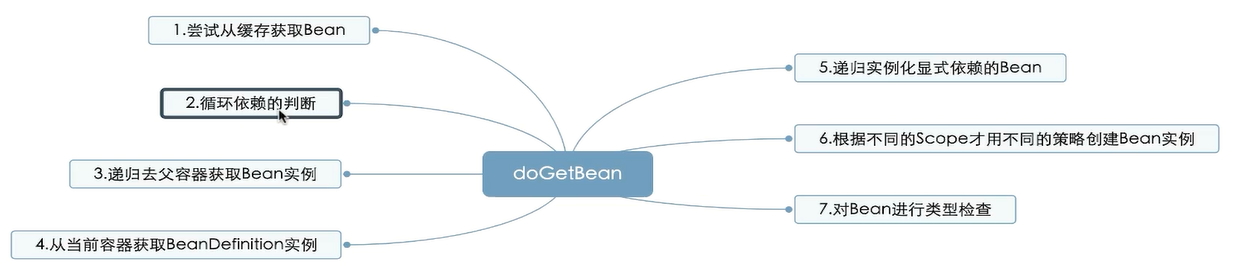 1.尝试从缓存获取Bean
2.循环依赖的判断
3.递归去父容器获取Bean实例
4.从当前容器获取BeanDefinition实例
doGetBean
5.递归实例化显式依赖的Bean
6.根据不同的Scope才用不同的策略创建Bean实例
7.对Bean进行类型检查